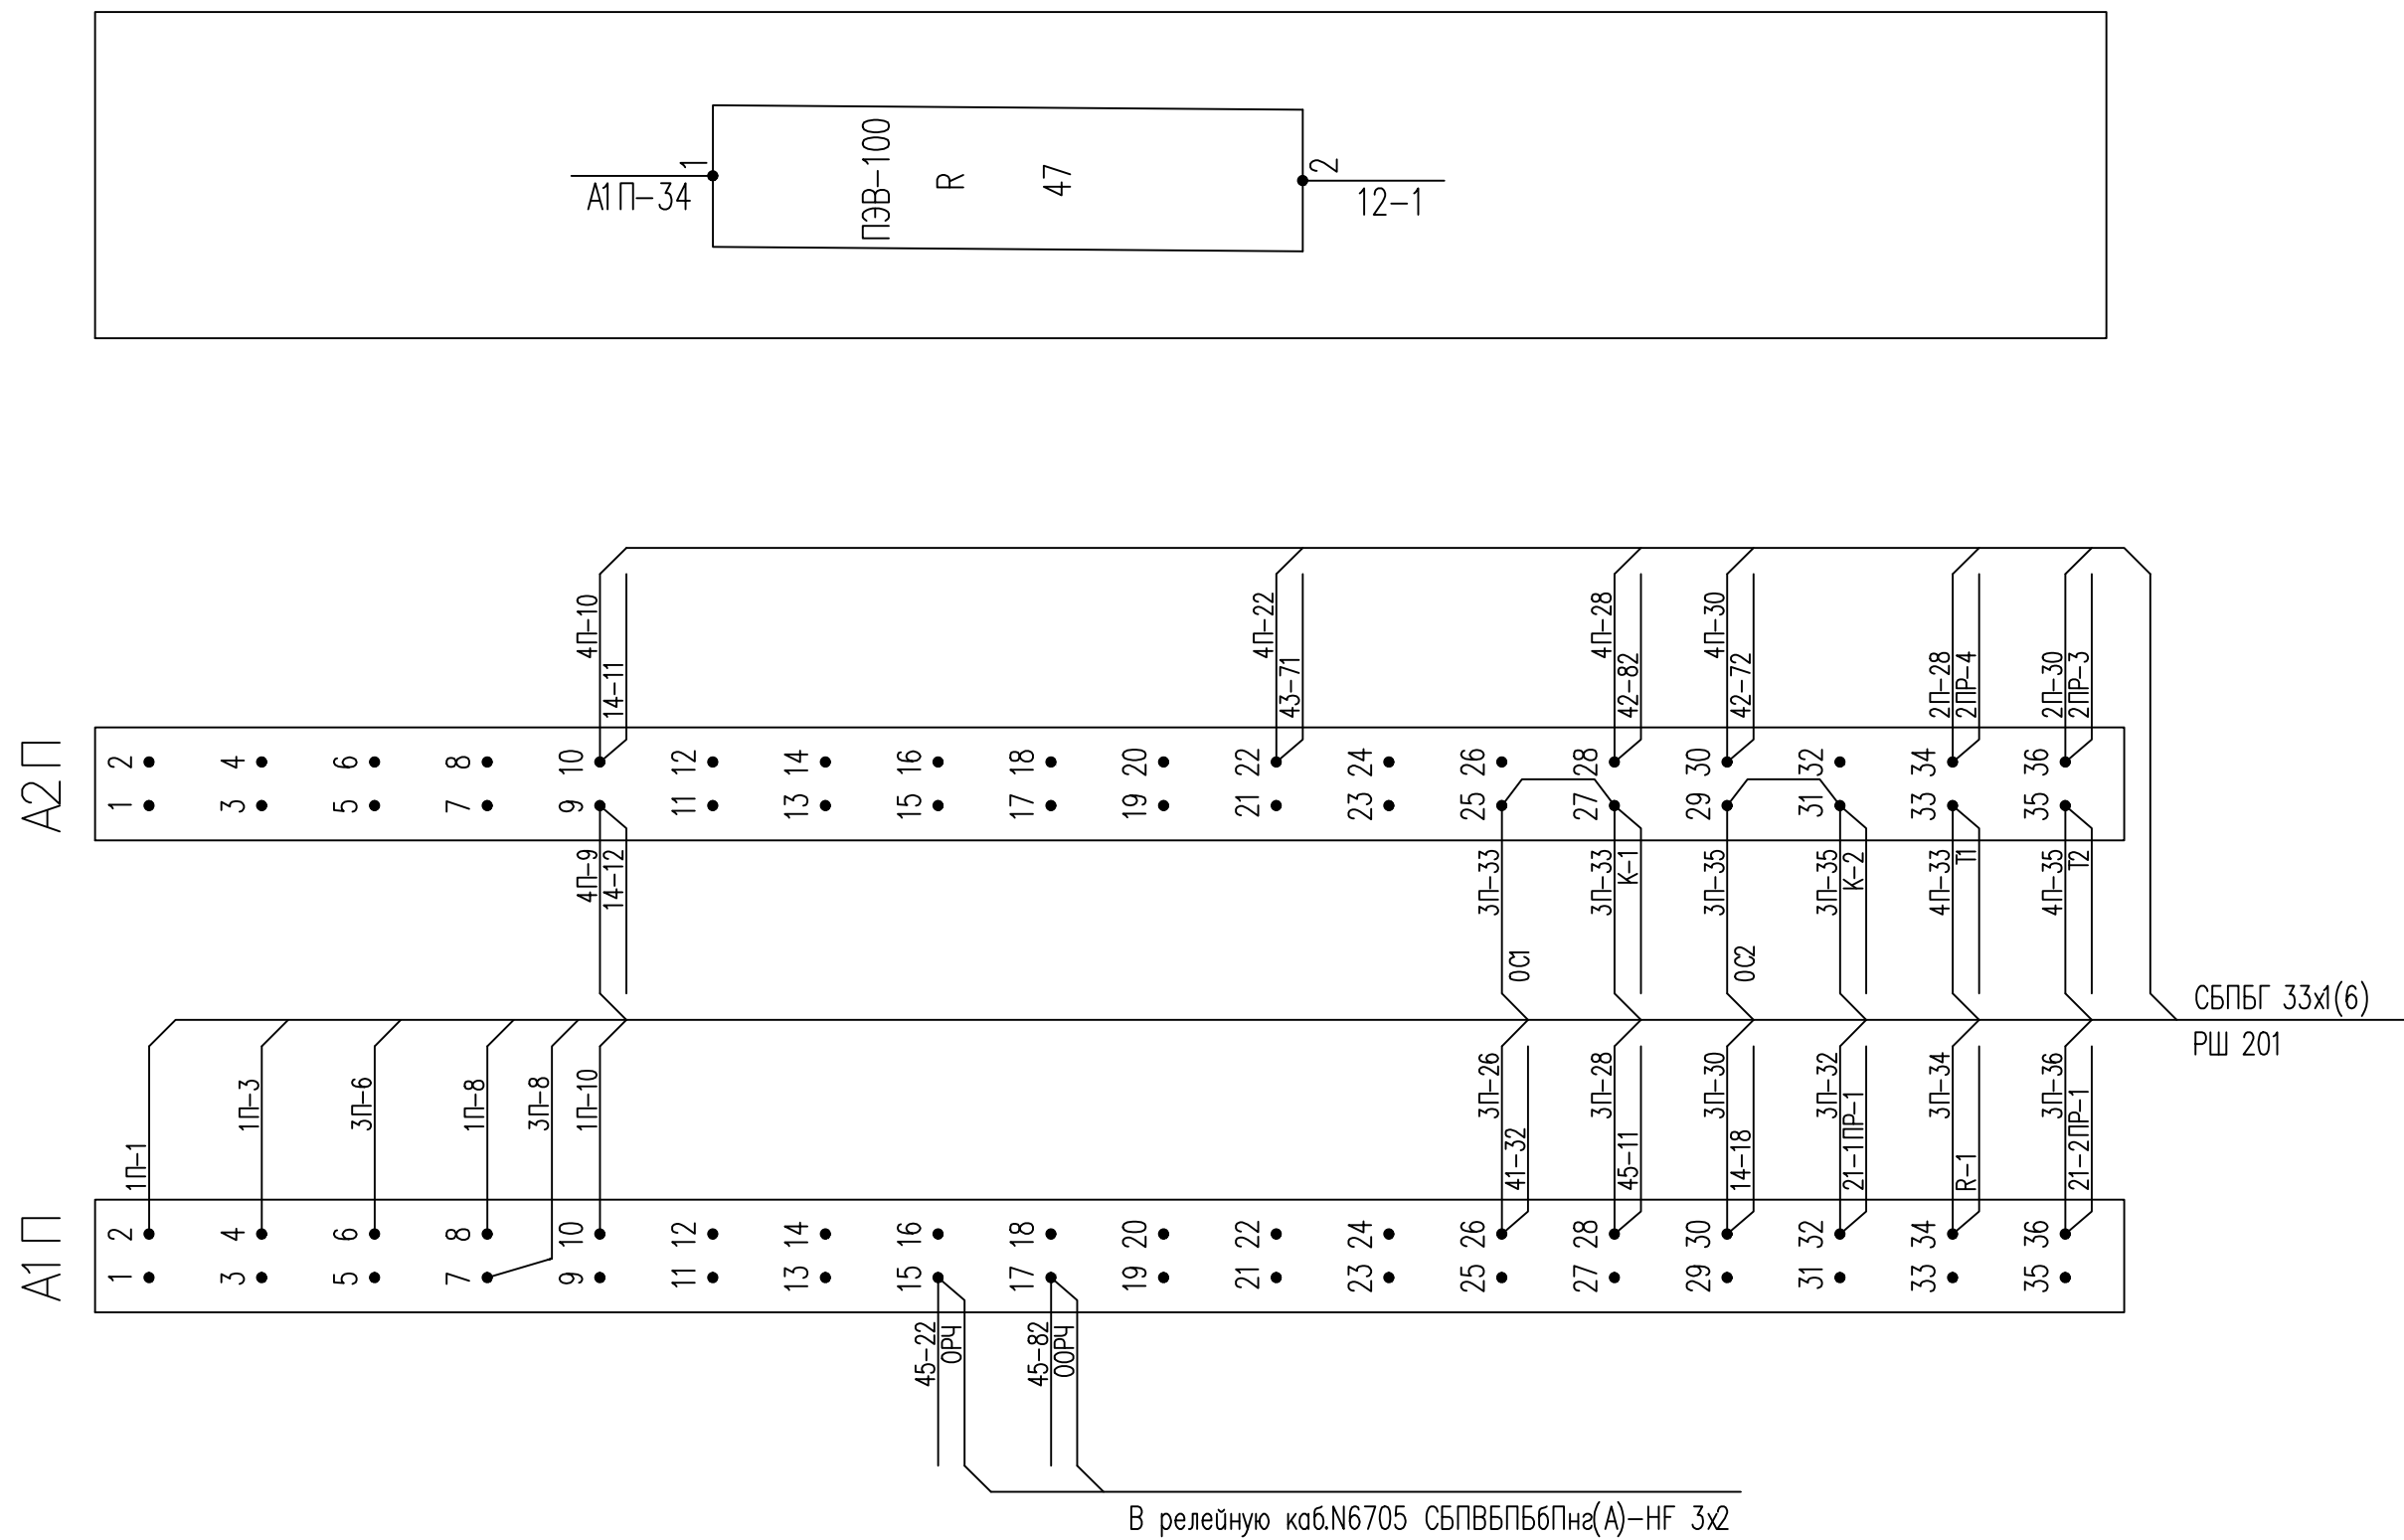 1
А1П-34
ПЭВ-100
R
47
2
12-1
4П-10
14-11
4П-22
43-71
4П-28
42-82
4П-30
42-72
2П-28
2ПР-4
2П-30
2ПР-3
А2 П
2 4 6 8 10 12 14 16 18 20 22 24 26 28 30 32 34 36
1 3 5 7 9 11 13 15 17 19 21 23 25 27 29 31 33 35
4П-9
14-12
3П-33
ОС1
3П-33
К-1
3П-35
ОС2
3П-35
К-2
4П-33
Т1
4П-35
Т2
СБПБГ 33х1(6)
РШ 201
1П-1
1П-3
3П-6
1П-8
3П-8
1П-10
3П-26
41-32
3П-28
45-11
3П-30
14-18
3П-32
21-1ПР-1
3П-34
R-1
3П-36
21-2ПР-1
А1 П
2 4 6 8 10 12 14 16 18 20 22 24 26 28 30 32 34 36
1 3 5 7 9 11 13 15 17 19 21 23 25 27 29 31 33 35
45-22
ОРЧ
45-82
ООРЧ
В релейную каб.N6705 СБПВБПБбПнг(А)-HF 3х2